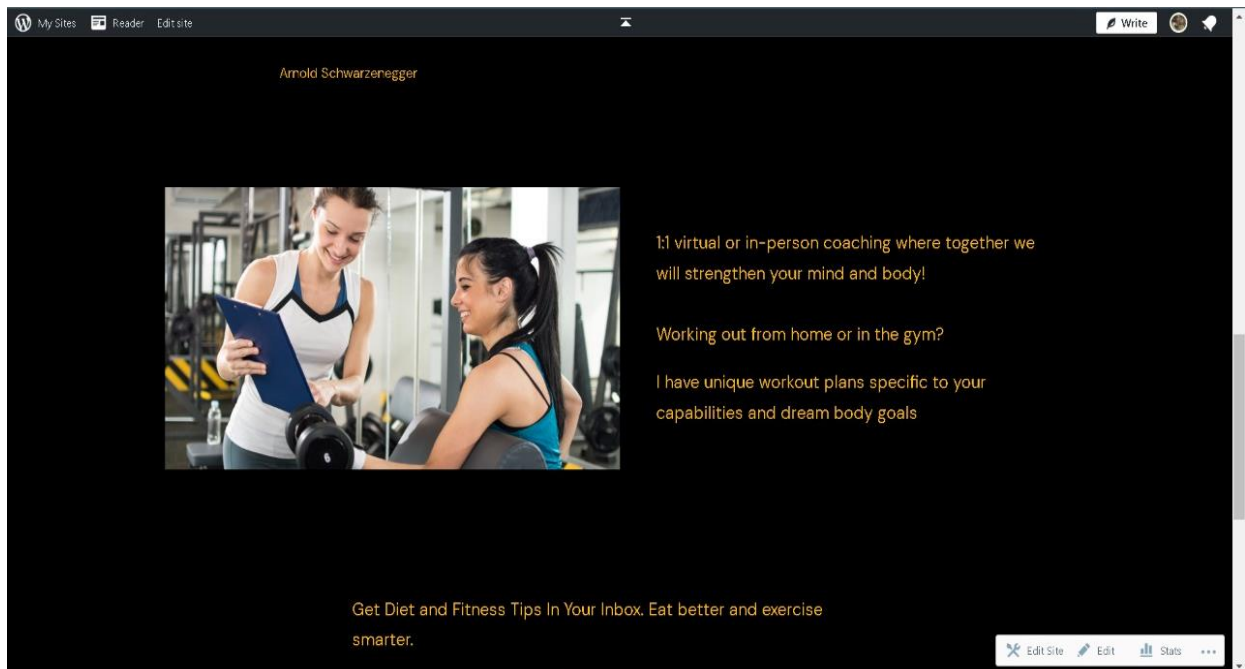 My Sites Reader Edit site Write
Arnold Schwarzenegger
1:1 virtual or in-person coaching where together we
will strengthen your mind and body!
Working out from home or in the gym?
I have unique workout plans specific to your
capabilities and dream body goals
6
Get Diet and Fitness Tips In Your Inbox. Eat better and exercise
smarter.
Edit Site Edit Stats